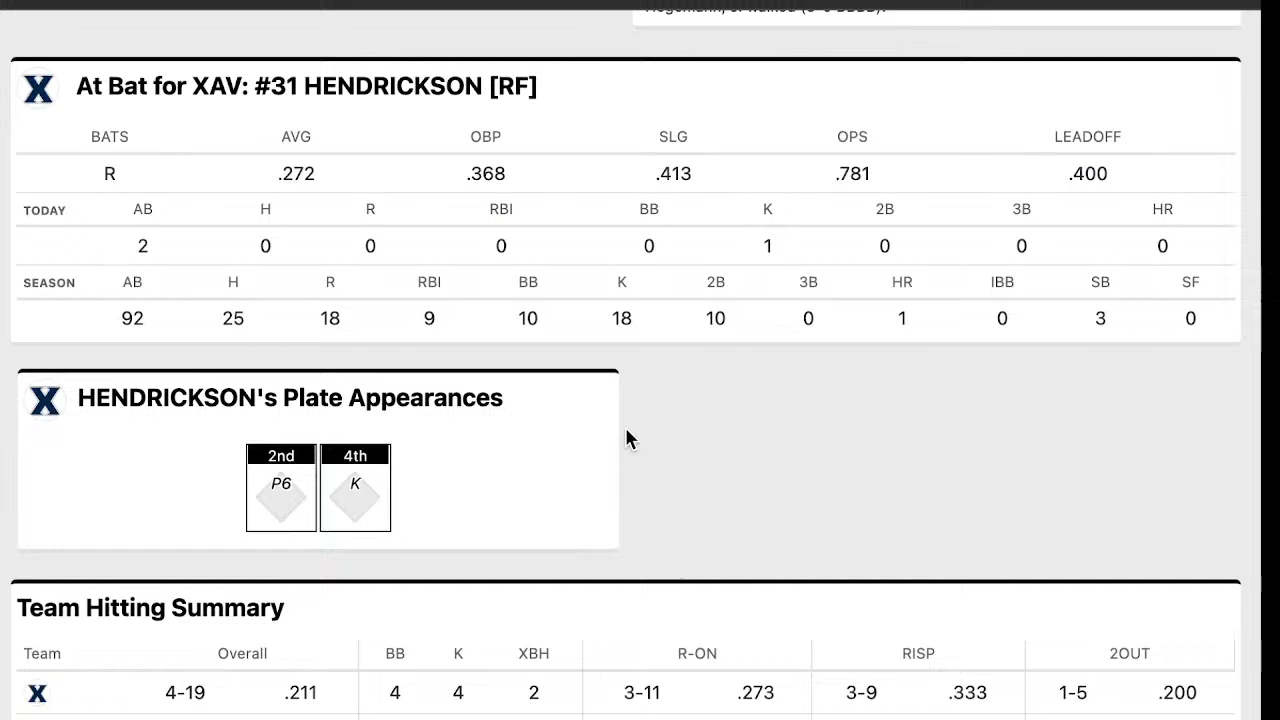 At Bat for XAV: #31 HENDRICKSON [RF]
BATS AVG OBP SLG OPS LEADOFF
R .272 .368 .413 .781 .400
TODAY AB H R RBI BB K 2B 3B HR
2 0 0 0 0 1 0 0 0
SEASON AB H R RBI BB K 2B 3B HR IBB SB SF
92 25 18 9 10 18 10 0 1 0 3 0
HENDRICKSON's Plate Appearances
2nd 4th
P6 K
Team Hitting Summary
Team Overall BB K XBH R-ON RISP 2OUT
X 4-19 .211 4 4 2 3-11 .273 3-9 .333 1-5 .200